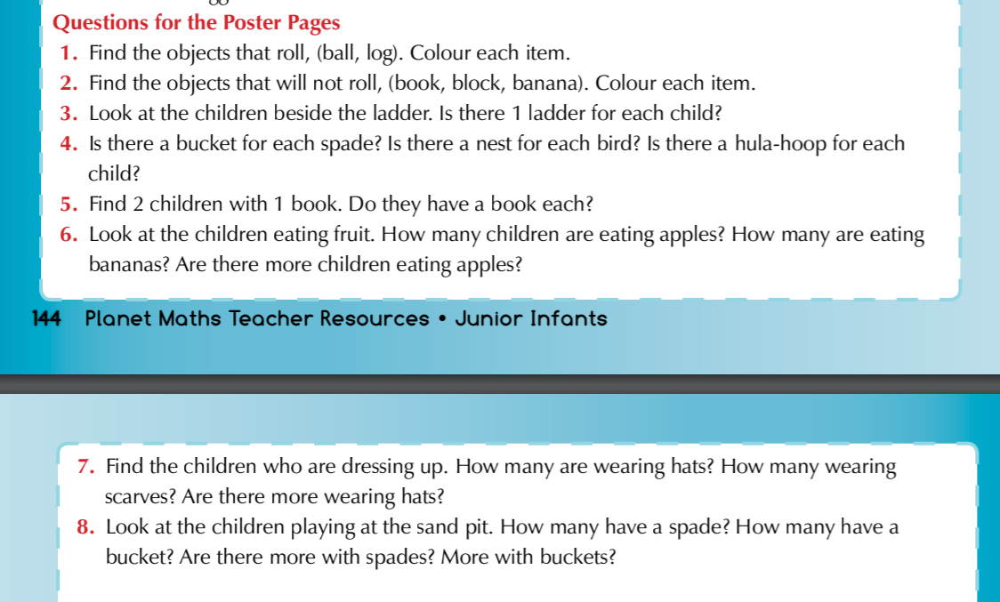 Questions for the Poster Pages
1. Find the objects that roll, (ball, log). Colour each item.
2. Find the objects that will not roll, (book, block, banana). Colour each item.
3. Look at the children beside the ladder. Is there 1 ladder for each child?
4. Is there a bucket for each spade? Is there a nest for each bird? Is there a hula-hoop for each
child?
5. Find 2 children with 1 book. Do they have a book each?
6. Look at the children eating fruit. How many children are eating apples? How many are eating
bananas? Are there more children eating apples?
144 Planet Maths Teacher Resources • Junior Infants
7. Find the children who are dressing up. How many are wearing hats? How many wearing
scarves? Are there more wearing hats?
8. Look at the children playing at the sand pit. How many have a spade? How many have a
bucket? Are there more with spades? More with buckets?